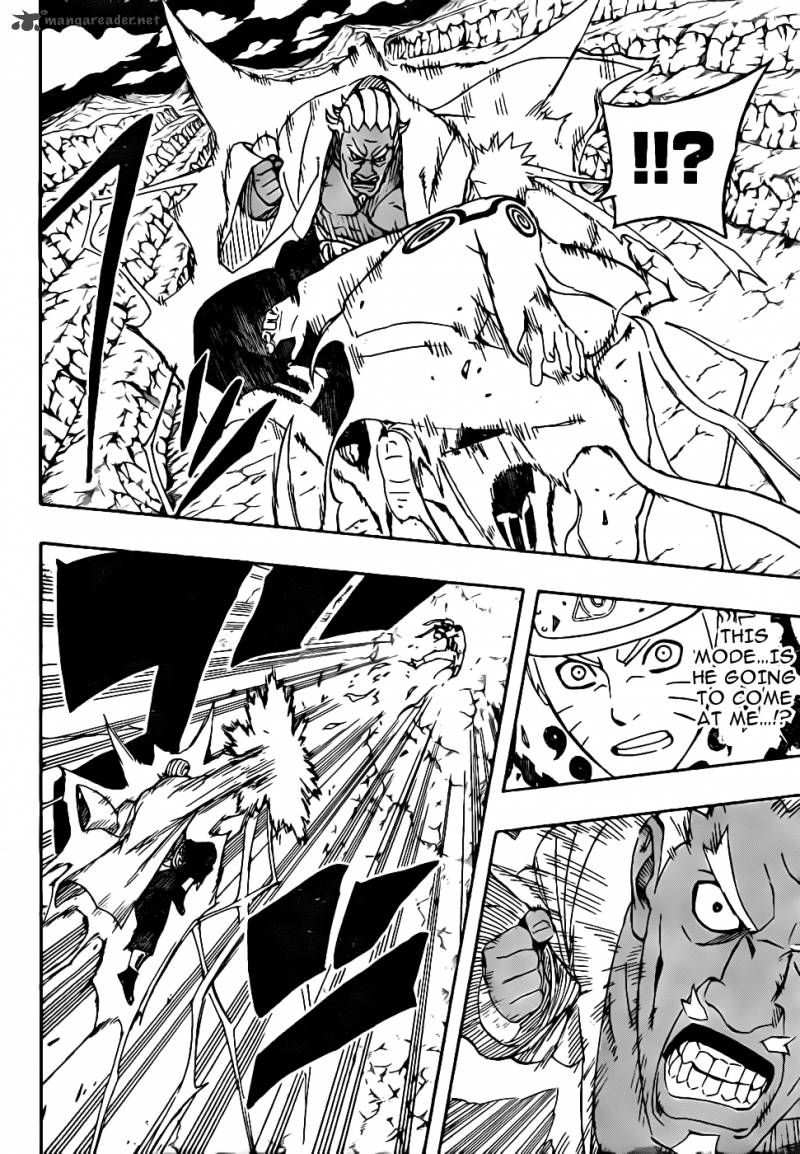 mangareader.net
!!?
THIS
MODE...IS
HE GOING
TO COME
AT ME...!?